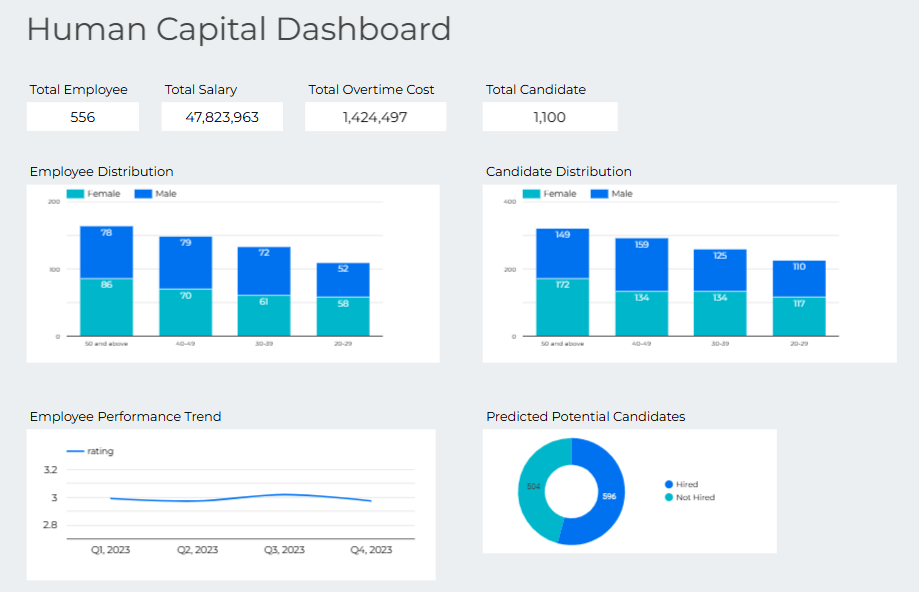 Human Capital Dashboard
Total Employee Total Salary Total Overtime Cost Total Candidate
556 47,823,963 1,424,497 1,100
Employee Distribution
Female Male
200
100
0
78 79 72 52
86 70 61 58
50 and above 40-49 30-39 20-29
Candidate Distribution
Female Male
400
200
0
149 159 125 110
172 134 134 117
50 and above 40-49 30-39 20-29
Employee Performance Trend
rating
3.2
3
2.8
Q1, 2023 Q2, 2023 Q3, 2023 Q4, 2023
Predicted Potential Candidates
504 596
Hired
Not Hired